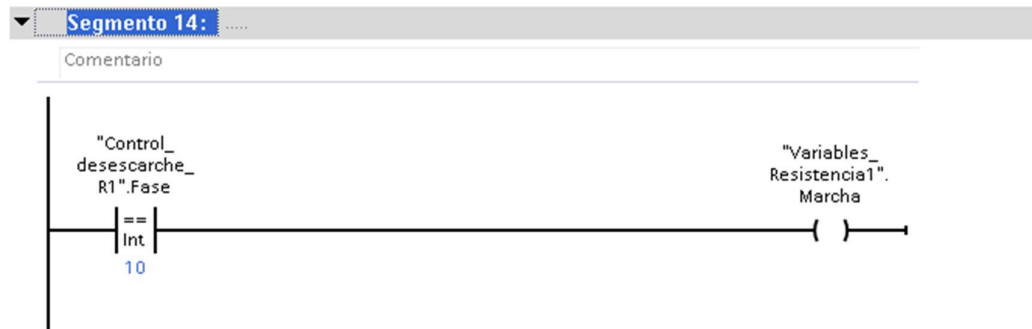 Segmento 14: .....
Comentario
"Control_
desescarche_
R1".Fase
==
Int
10
"Variables_
Resistencia1".
Marcha